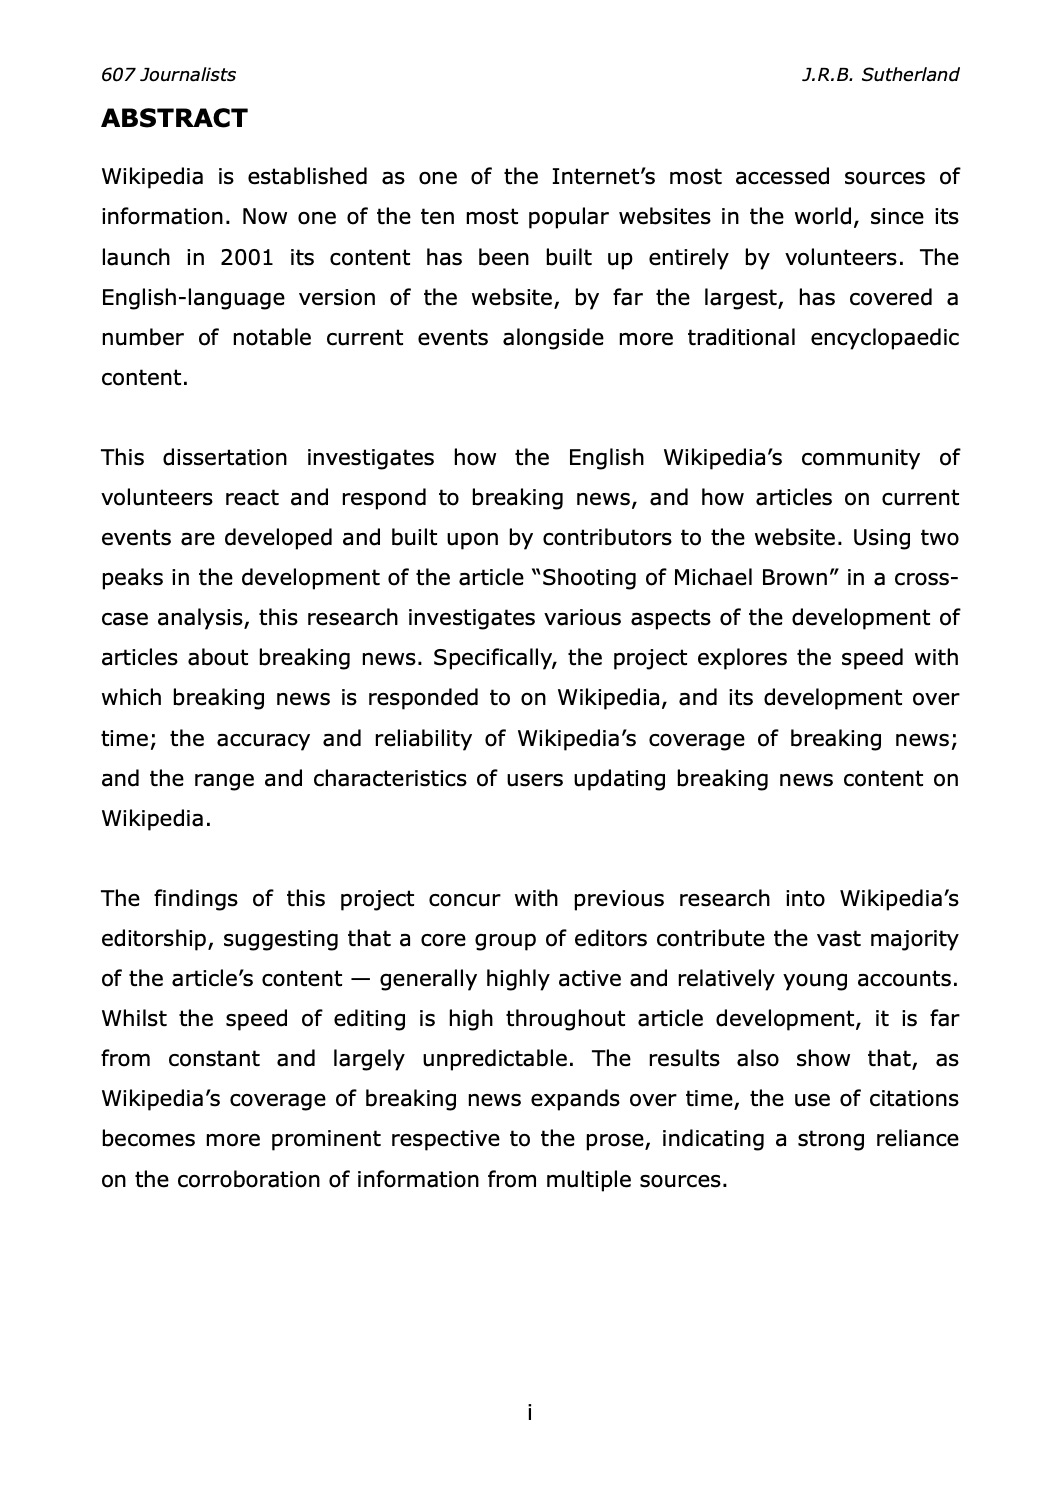 607 Journalists
J.R.B. Sutherland
ABSTRACT
Wikipedia is established as one of the Internet’s most accessed sources of
information. Now one of the ten most popular websites in the world, since its
launch in 2001 its content has been built up entirely by volunteers. The
English-language version of the website, by far the largest, has covered a
number of notable current events alongside more traditional encyclopaedic
content.
This dissertation investigates how the English Wikipedia’s community of
volunteers react and respond to breaking news, and how articles on current
events are developed and built upon by contributors to the website. Using two
peaks in the development of the article “Shooting of Michael Brown” in a cross-
case analysis, this research investigates various aspects of the development of
articles about breaking news. Specifically, the project explores the speed with
which breaking news is responded to on Wikipedia, and its development over
time; the accuracy and reliability of Wikipedia’s coverage of breaking news;
and the range and characteristics of users updating breaking news content on
Wikipedia.
The findings of this project concur with previous research into Wikipedia’s
editorship, suggesting that a core group of editors contribute the vast majority
of the article’s content — generally highly active and relatively young accounts.
Whilst the speed of editing is high throughout article development, it is far
from constant and largely unpredictable. The results also show that, as
Wikipedia’s coverage of breaking news expands over time, the use of citations
becomes more prominent respective to the prose, indicating a strong reliance
on the corroboration of information from multiple sources.
i